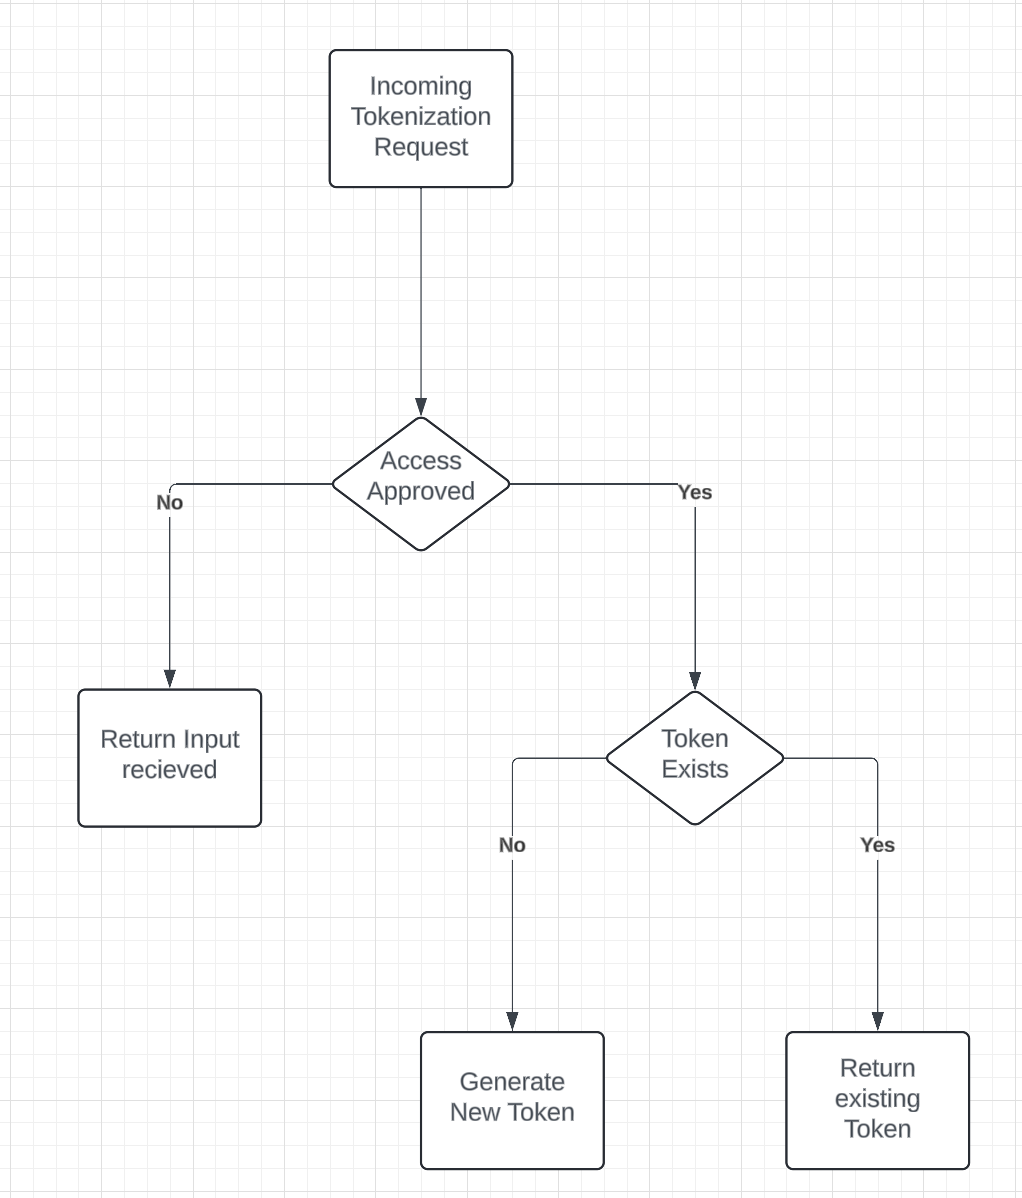 Incoming
Tokenization
Request
Access
Approved
No
Yes
Return Input
recieved
Token
Exists
No
Yes
Generate
New Token
Return
existing
Token